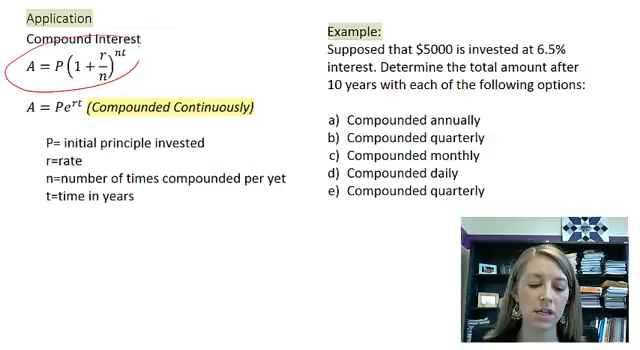 Application
Compound Interest
A = P(1 + r/n)^nt
A = Pe^rt (Compounded Continuously)
P= initial principle invested
r=rate
n=number of times compounded per yet
t=time in years
Example:
Supposed that $5000 is invested at 6.5%
interest. Determine the total amount after
10 years with each of the following options:
a) Compounded annually
b) Compounded quarterly
c) Compounded monthly
d) Compounded daily
e) Compounded quarterly